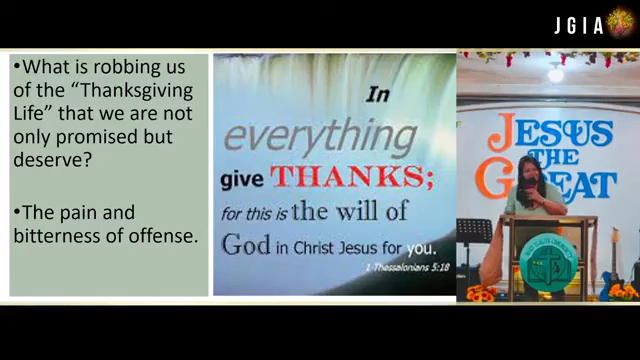 JGIA
•What is robbing us
of the “Thanksgiving
Life” that we are not
only promised but
deserve?
•The pain and
bitterness of offense.
In
everything
give THANKS;
for this is the will of
God in Christ Jesus for you.
1 Thessalonians 5:18
JESUS
THE
GREAT